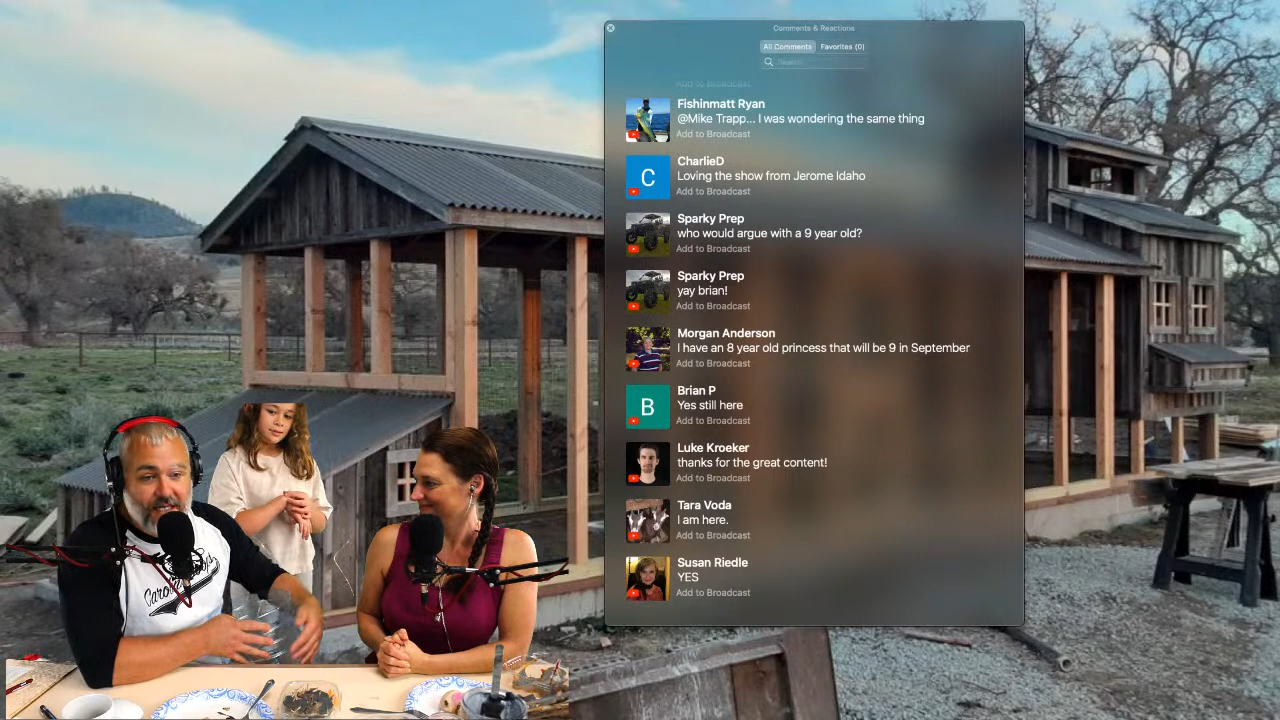 Comments & Reactions
All Comments Favorites (0)
Search
Add to Broadcast
Fishinmatt Ryan
@Mike Trapp... I was wondering the same thing
Add to Broadcast
C
CharlieD
Loving the show from Jerome Idaho
Add to Broadcast
Sparky Prep
who would argue with a 9 year old?
Add to Broadcast
Sparky Prep
yay brian!
Add to Broadcast
Morgan Anderson
I have an 8 year old princess that will be 9 in September
Add to Broadcast
B
Brian P
Yes still here
Add to Broadcast
Luke Kroeker
thanks for the great content!
Add to Broadcast
Tara Voda
I am here.
Add to Broadcast
Susan Riedle
YES
Add to Broadcast